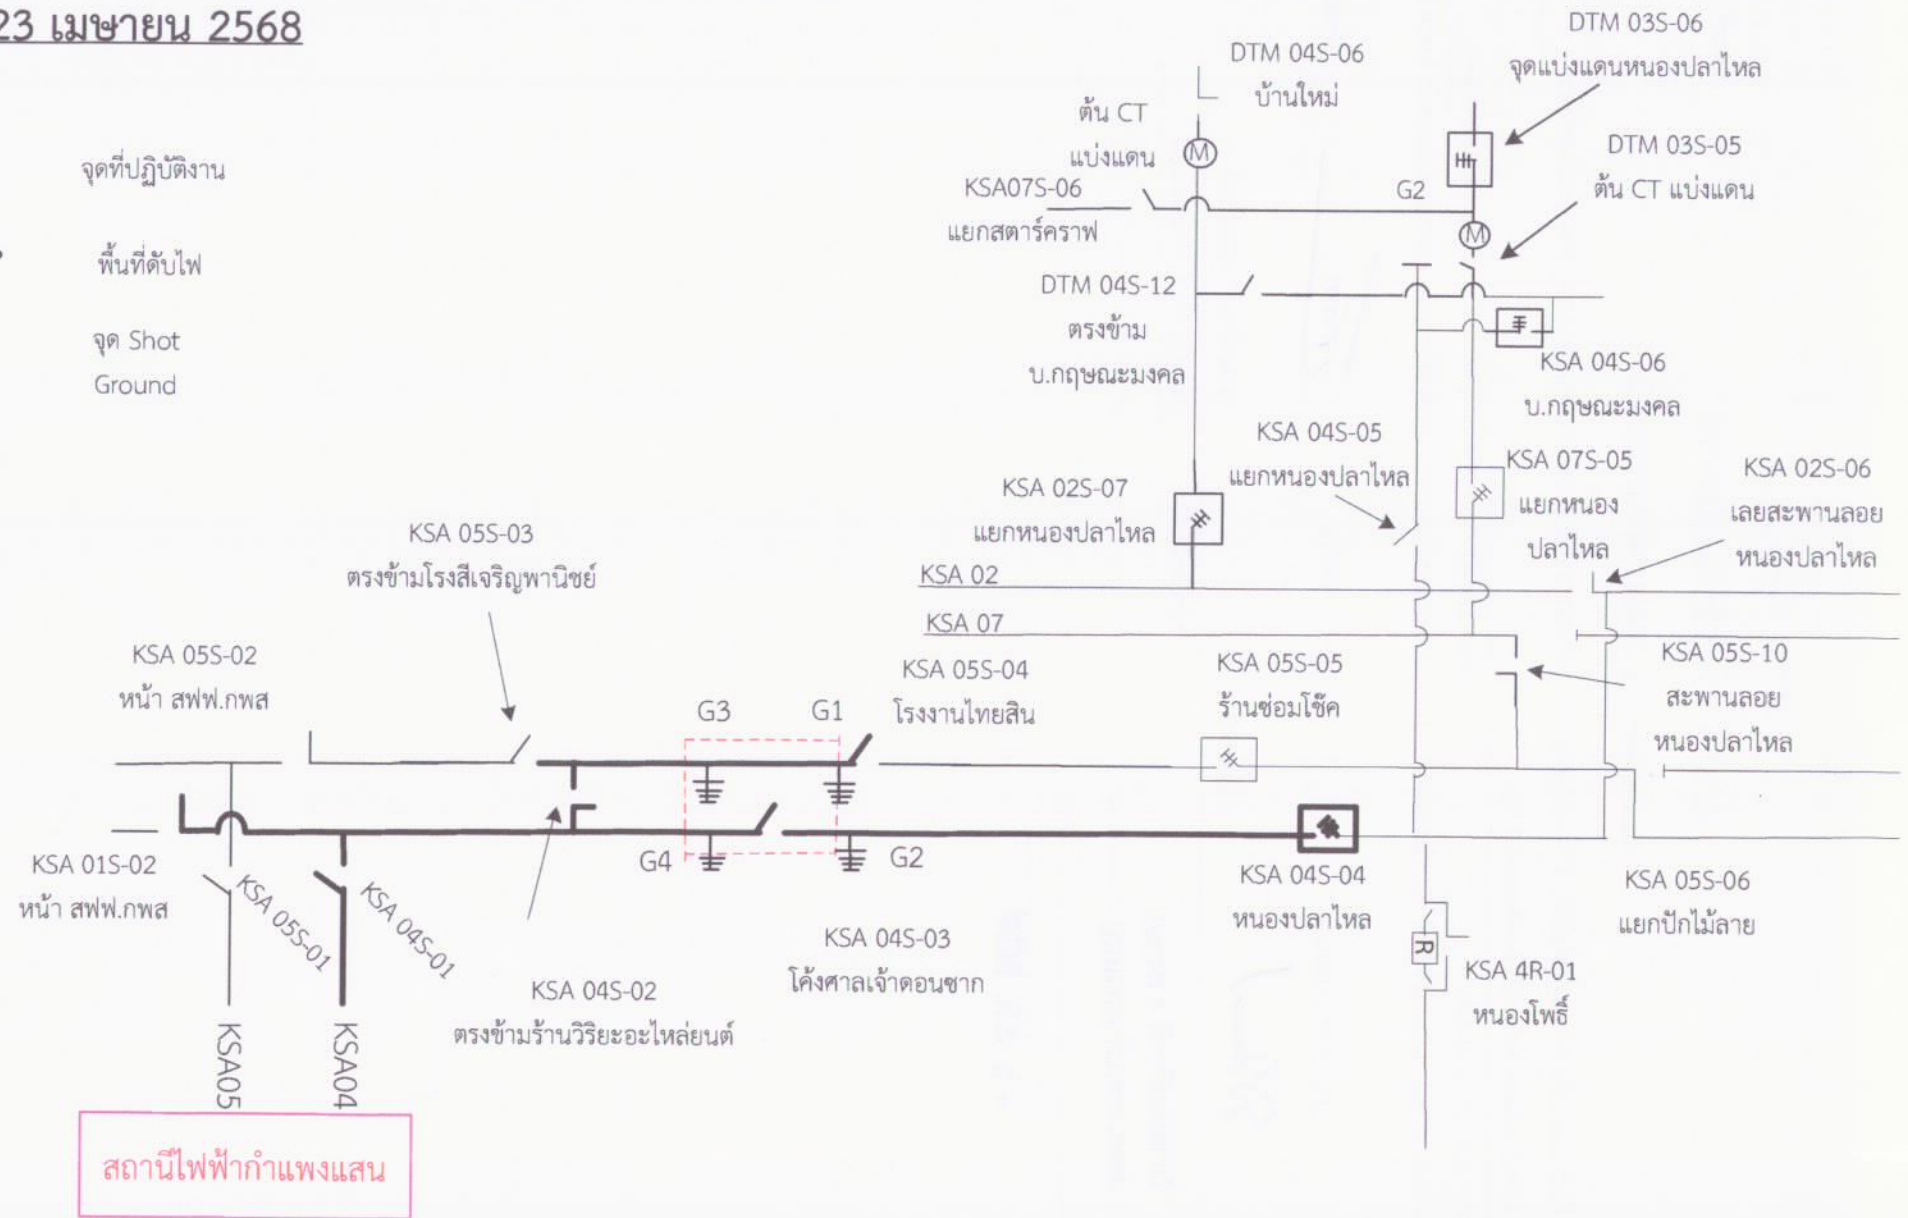 23 เมษายน 2568
จุดที่ปฏิบัติงาน
พื้นที่ดับไฟ
จุด Shot
Ground
DTM 04S-06
บ้านใหม่
DTM 03S-06
จุดแบ่งแดนหนองปลาไหล
ต้น CT
แบ่งแดน
M
DTM 03S-05
ต้น CT แบ่งแดน
KSA07S-06
แยกสตาร์คราฟ
G2
M
DTM 04S-12
ตรงข้าม
บ.กฤษณะมงคล
KSA 04S-06
บ.กฤษณะมงคล
KSA 04S-05
แยกหนองปลาไหล
KSA 07S-05
แยกหนอง
ปลาไหล
KSA 02S-06
เลยสะพานลอย
หนองปลาไหล
KSA 02S-07
แยกหนองปลาไหล
KSA 05S-03
ตรงข้ามโรงสีเจริญพานิชย์
KSA 02
KSA 07
KSA 05S-02
หน้า สฟฟ.กพส
KSA 05S-04
โรงงานไทยสิน
KSA 05S-05
ร้านซ่อมโช๊ค
KSA 05S-10
สะพานลอย
หนองปลาไหล
G3
G1
G4
G2
KSA 01S-02
หน้า สฟฟ.กพส
KSA 05S-01
KSA 04S-01
KSA 04S-02
ตรงข้ามร้านวิริยะอะไหล่ยนต์
KSA 04S-03
โค้งศาลเจ้าดอนซาก
KSA 04S-04
หนองปลาไหล
KSA 05S-06
แยกปักไม้ลาย
R
KSA 4R-01
หนองโพธิ์
KSA05
KSA04
สถานีไฟฟ้ากำแพงแสน